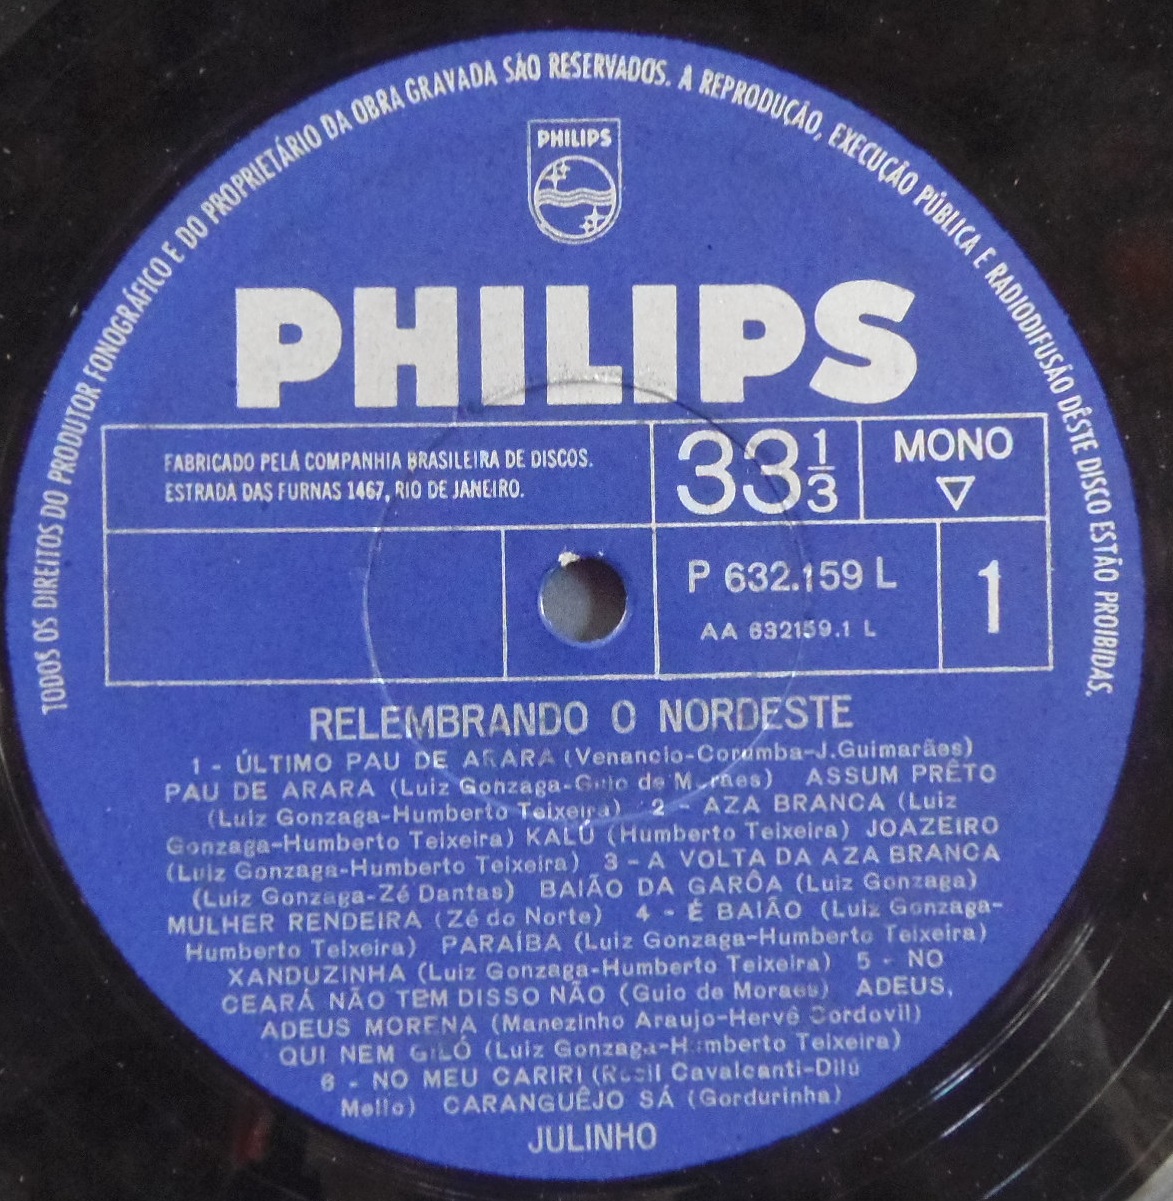 TODOS OS DIREITOS DO PRODUTOR FONOGRÁFICO E DO PROPRIETÁRIO DA OBRA GRAVADA SÃO RESERVADOS. A REPRODUÇÃO, EXECUÇÃO PÚBLICA E RADIODIFUSÃO DÊSTE DISCO ESTÃO PROIBIDAS.
PHILIPS
PHILIPS
FABRICADO PELA COMPANHIA BRASILEIRA DE DISCOS.
ESTRADA DAS FURNAS 1467, RIO DE JANEIRO.
33 1/3
MONO
P 632.159 L
AA 632159.1 L
1
RELEMBRANDO O NORDESTE
1 - ÚLTIMO PAU DE ARARA (Venancio-Corumba-J.Guimarães)
PAU DE ARARA (Luiz Gonzaga-Guio de Moraes) ASSUM PRÊTO
(Luiz Gonzaga-Humberto Teixeira) 2 AZA BRANCA (Luiz
Gonzaga-Humberto Teixeira) KALÚ (Humberto Teixeira) JOAZEIRO
(Luiz Gonzaga-Humberto Teixeira) 3 - A VOLTA DA AZA BRANCA
(Luiz Gonzaga-Zé Dantas) BAIÃO DA GARÔA (Luiz Gonzaga)
MULHER RENDEIRA (Zé do Norte) 4 - É BAIÃO (Luiz Gonzaga-
Humberto Teixeira) PARAÍBA (Luiz Gonzaga-Humberto Teixeira)
XANDUZINHA (Luiz Gonzaga-Humberto Teixeira) 5 - NO
CEARÁ NÃO TEM DISSO NÃO (Guio de Moraes) ADEUS,
ADEUS MORENA (Manezinho Araujo-Hervê Cordovil)
QUI NEM GILÓ (Luiz Gonzaga-Humberto Teixeira)
6 - NO MEU CARIRI (Rosil Cavalcanti-Dilú
Mello) CARANGUÊJO SÁ (Gordurinha)
JULINHO